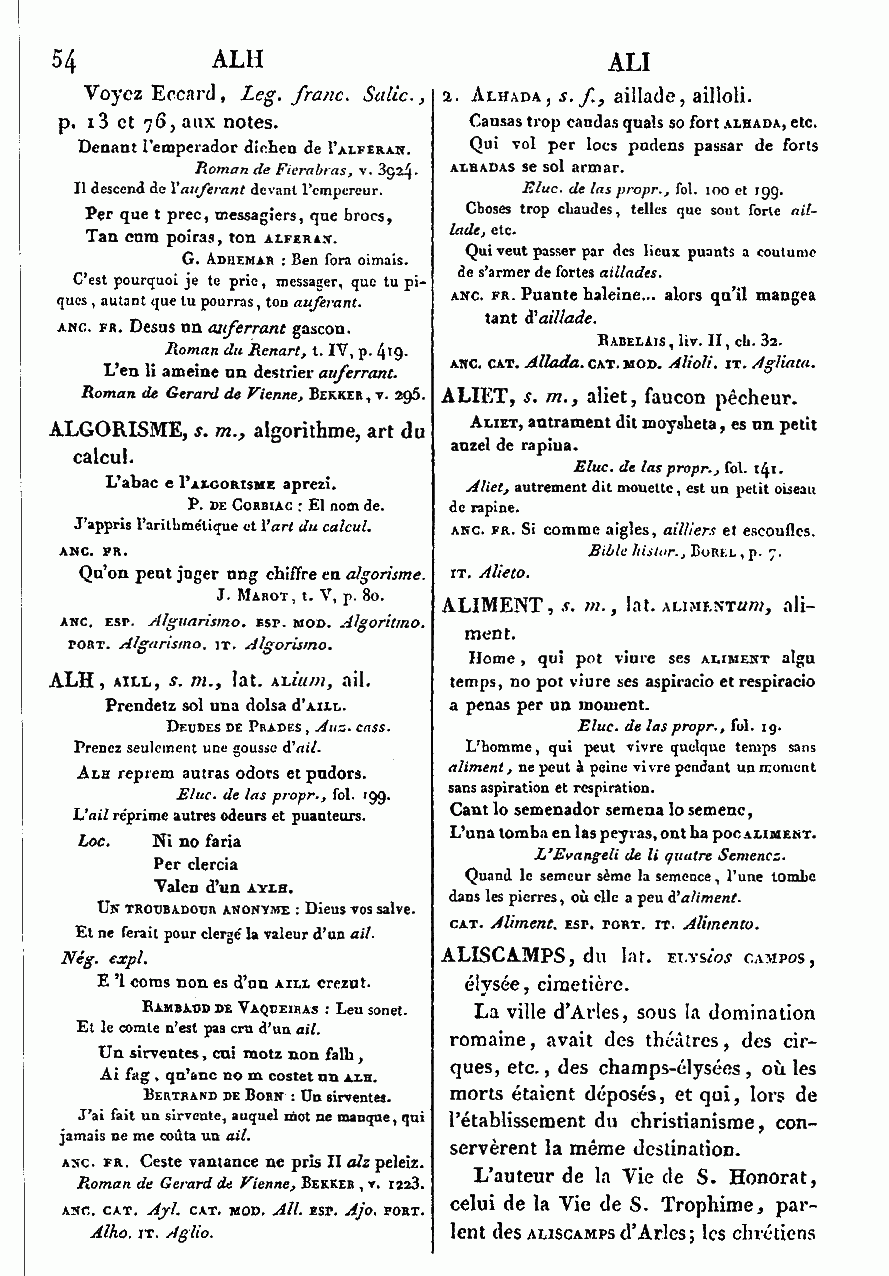 54 ALH ALI
Voyez Eccard, Leg. franc. Salic.,
p. 13 et 76, aux notes.
Denant l'emperador dichen de l'ALFERAN.
Roman de Fierabras, v. 3924.
Il descend de l'auferant devant l'empereur.
Per que t prec, messagiers, que brocs,
Tan cum poiras, ton ALFERAN.
G. ADHEMAR : Ben fora oimais.
C'est pourquoi je te prie, messager, que tu pi-
ques, autant que tu pourras, ton auferant.
ANC. FR. Desus un auferrant gascon.
Roman du Renart, t. IV, p. 419.
L'en li ameine un destrier auferrant.
Roman de Gerard de Vienne, BEKKER, v. 296.
ALGORISME, s. m., algorithme, art du
calcul.
L'abac e l'ALGORISME aprezi.
P. DE CORBIAC : El nom de.
J'appris l'arithmétique et l'art du calcul.
ANC. FR.
Qu'on peut juger ung chiffre en algorisme.
J. MAROT, t. V, p. 80.
ANC. ESP. Alguarismo. ESP. MOD. Algoritmo.
PORT. Algarismo. IT. Algorismo.
ALH, AILL, s. m., lat. ALium, ail.
Prendetz sol una dolsa d'AILL.
DEUDES DE PRADES, Auz. cass.
Prenez seulement une gousse d'ail.
ALH reprem autras odors et pudors.
Eluc. de las propr., fol. 199.
L'ail réprime autres odeurs et puanteurs.
Loc. Ni no faria
Per clercia
Valen d'un AYLH.
UN TROUBADOUR ANONYME : Dieus vos salve.
Et ne ferait pour clergé la valeur d'un ail.
Nég. expl.
E 'l coms non es d'un AILL crezut.
RAMBAUD DE VAQUEIRAS : Leu sonet.
Et le comte n'est pas cru d'un ail.
Un sirventes, cui motz non falh,
Ai fag, qu'anc no m costet un ALH.
BERTRAND DE BORN : Un sirventes.
J'ai fait un sirvente, auquel mot ne manque, qui
jamais ne me coûta un ail.
ANC. FR. Ceste vantance ne pris II alz peleiz.
Roman de Gerard de Vienne, BEKKER, v. 1223.
ANC. CAT. Ayl. CAT. MOD. All. ESP. Ajo. PORT.
Alho. IT. Aglio.
2. ALHADA, s. f., aillade, ailloli.
Causas trop caudas quals so fort ALHADA, etc.
Qui vol per locs pudens passar de forts
ALHADAS se sol armar.
Eluc. de las propr., fol. 100 et 199.
Choses trop chaudes, telles que sont forte ail-
lade, etc.
Qui veut passer par des lieux puants a coutume
de s'armer de fortes aillades.
ANC. FR. Puante haleine... alors qu'il mangea
tant d'aillade.
RABELAIS, liv. II, ch. 32.
ANC. CAT. Allada. CAT. MOD. Alioli. IT. Agliata.
ALIET, s. m., aliet, faucon pêcheur.
ALIET, autrament dit moysheta, es un petit
auzel de rapina.
Eluc. de las propr., fol. 141.
Aliet, autrement dit mouette, est un petit oiseau
de rapine.
ANC. FR. Si comme aigles, ailliers et escoufles.
Bible histor., BOREL, p. 7.
IT. Alieto.
ALIMENT, s. m., lat. ALIMENTum, ali-
ment.
Home, qui pot viure ses ALIMENT algu
temps, no pot viure ses aspiracio et respiracio
a penas per un moment.
Eluc. de las propr., fol. 19.
L'homme, qui peut vivre quelque temps sans
aliment, ne peut à peine vivre pendant un moment
sans aspiration et respiration.
Cant lo semenador semena lo semenc,
L'una tomba en las peyras, ont ha poc ALIMENT.
L'Evangeli de li quatre Semencz.
Quand le semeur sème la semence, l'une tombe
dans les pierres, où elle a peu d'aliment.
CAT. Aliment. ESP. PORT. IT. Alimento.
ALISCAMPS, du lat. ELYSios CAMPOS,
élysée, cimetière.
La ville d'Arles, sous la domination
romaine, avait des théâtres, des cir-
ques, etc., des champs-élysées, où les
morts étaient déposés, et qui, lors de
l'établissement du christianisme, con-
servèrent la même destination.
L'auteur de la Vie de S. Honorat,
celui de la Vie de S. Trophime, par-
lent des ALISCAMPS d'Arles; les chrétiens